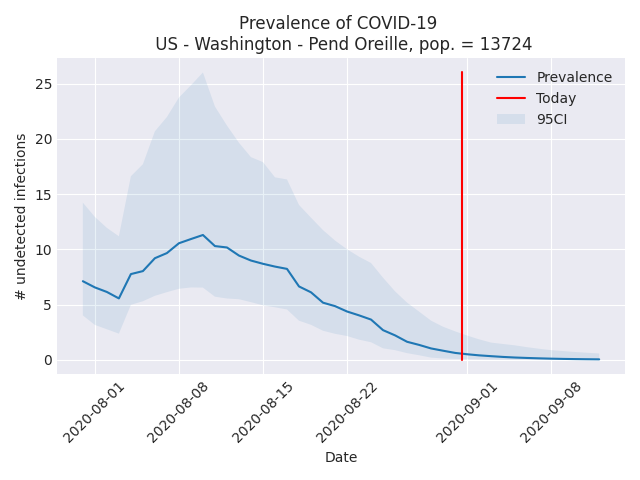 Prevalence of COVID-19
US - Washington - Pend Oreille, pop. = 13724
Prevalence
Today
95CI
# undetected infections
25
20
15
10
5
0
2020-08-01
2020-08-08
2020-08-15
2020-08-22
2020-09-01
2020-09-08
Date